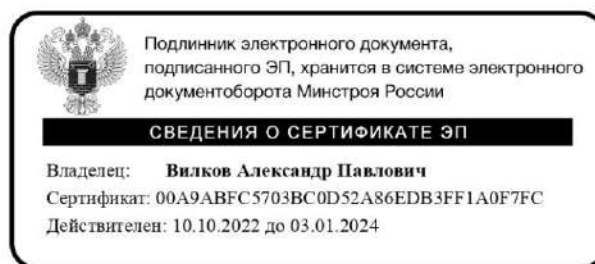 Подлинник электронного документа,
подписанного ЭП, хранится в системе электронного
документоборота Минстроя России
СВЕДЕНИЯ О СЕРТИФИКАТЕ ЭП
Владелец: Вилков Александр Павлович
Сертификат: 00A9ABFC5703BC0D52A86EDB3FF1A0F7FC
Действителен: 10.10.2022 до 03.01.2024